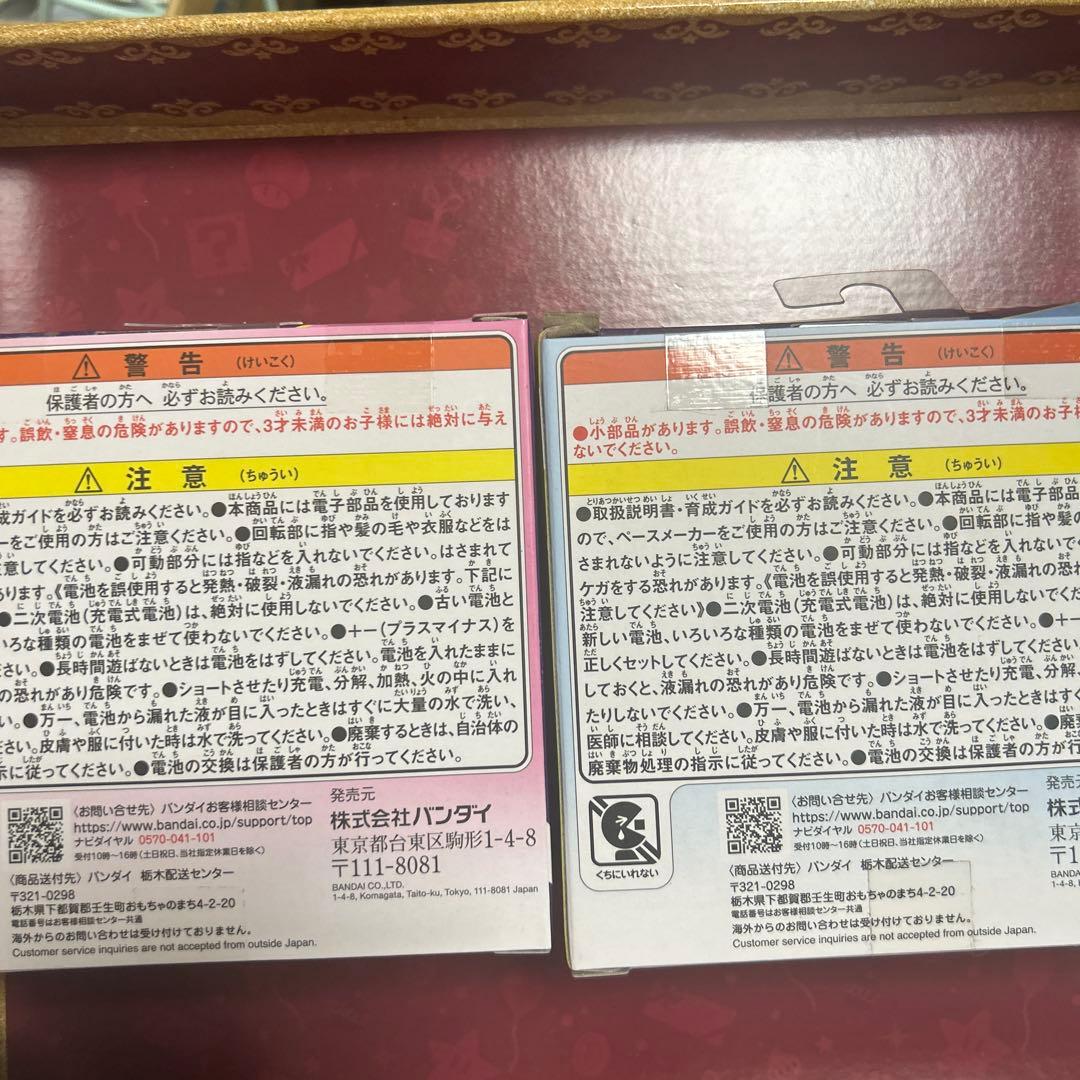 警告 (けいこく)
保護者の方へ 必ずお読みください。
す。誤飲・窒息の危険がありますので、3才未満のお子様には絶対に与え
注意 (ちゅうい)
成ガイドを必ずお読みください。●本商品には電子部品を使用しております
ーをご使用の方はご注意ください。●回転部に指や髪の毛や衣服などをは
意してください。●可動部分には指などを入れないでください。はさまれて
ます。《電池を誤使用すると発熱・破裂・液漏れの恐れがあります。下記に
●二次電池(充電式電池)は、絶対に使用しないでください。●古い電池と
いろな種類の電池をまぜて使わないでください。●+-(プラスマイナス)を
さい。●長時間遊ばないときは電池をはずしてください。電池を入れたままに
の恐れがあり危険です。●ショートさせたり充電、分解、加熱、火の中に入れ
い。●万一、電池から漏れた液が目に入ったときはすぐに大量の水で洗い、
ださい。皮膚や服に付いた時は水で洗ってください。●廃棄するときは、自治体の
示に従ってください。●電池の交換は保護者の方が行ってください。
〈お問い合せ先〉バンダイお客様相談センター
https://www.bandai.co.jp/support/top
ナビダイヤル 0570-041-101
受付10時~16時(土日祝日、当社指定休業日を除く)
〈商品送付先〉バンダイ 栃木配送センター
〒321-0298
栃木県下都賀郡壬生町おもちゃのまち4-2-20
電話番号はお客様相談センター共通
海外からのお問い合わせは受け付けておりません。
Customer service inquiries are not accepted from outside Japan.
発売元
株式会社バンダイ
東京都台東区駒形1-4-8
〒111-8081
BANDAI CO.,LTD.
1-4-8, Komagata, Taito-ku, Tokyo, 111-8081 Japan
警告 (けいこく)
保護者の方へ 必ずお読みください。
●小部品があります。誤飲・窒息の危険がありますので、3才未満のお子様
ないでください。
注意 (ちゅうい)
●取扱説明書・育成ガイドを必ずお読みください。●本商品には電子部品
ので、ペースメーカーをご使用の方はご注意ください。●回転部に指や髪の
さまれないように注意してください。●可動部分には指などを入れないで
ケガをする恐れがあります。《電池を誤使用すると発熱・破裂・液漏れの恐れ
注意してください》●二次電池(充電式電池)は、絶対に使用しないでください
新しい電池、いろいろな種類の電池をまぜて使わないでください。●+-
正しくセットしてください。●長時間遊ばないときは電池をはずしてください
しておくと、液漏れの恐れがあり危険です。●ショートさせたり充電、分解、
たりしないでください。●万一、電池から漏れた液が目に入ったときはすぐに
医師に相談してください。皮膚や服に付いた時は水で洗ってください。●廃
廃棄物処理の指示に従ってください。●電池の交換は保護者の方が行
くちにいれない
〈お問い合せ先〉バンダイお客様相談センター
https://www.bandai.co.jp/support/top
ナビダイヤル 0570-041-101
受付10時~16時(土日祝日、当社指定休業日を除く)
〈商品送付先〉バンダイ 栃木配送センター
〒321-0298
栃木県下都賀郡壬生町おもちゃのまち4-2-20
電話番号はお客様相談センター共通
海外からのお問い合わせは受け付けておりません。
Customer service inquiries are not accepted from outside Japan.
発売元
株
東京
〒1
BANDAI
1-4-8,